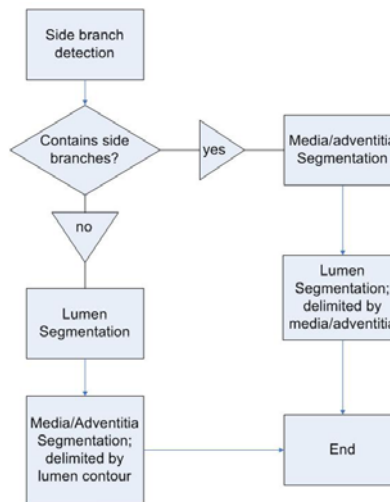 Side branch
detection
Contains side
branches?
yes
Media/adventitia
Segmentation
no
Lumen
Segmentation;
delimited by
media/adventitia
Lumen
Segmentation
Media/Adventitia
Segmentation;
delimited by
lumen contour
End